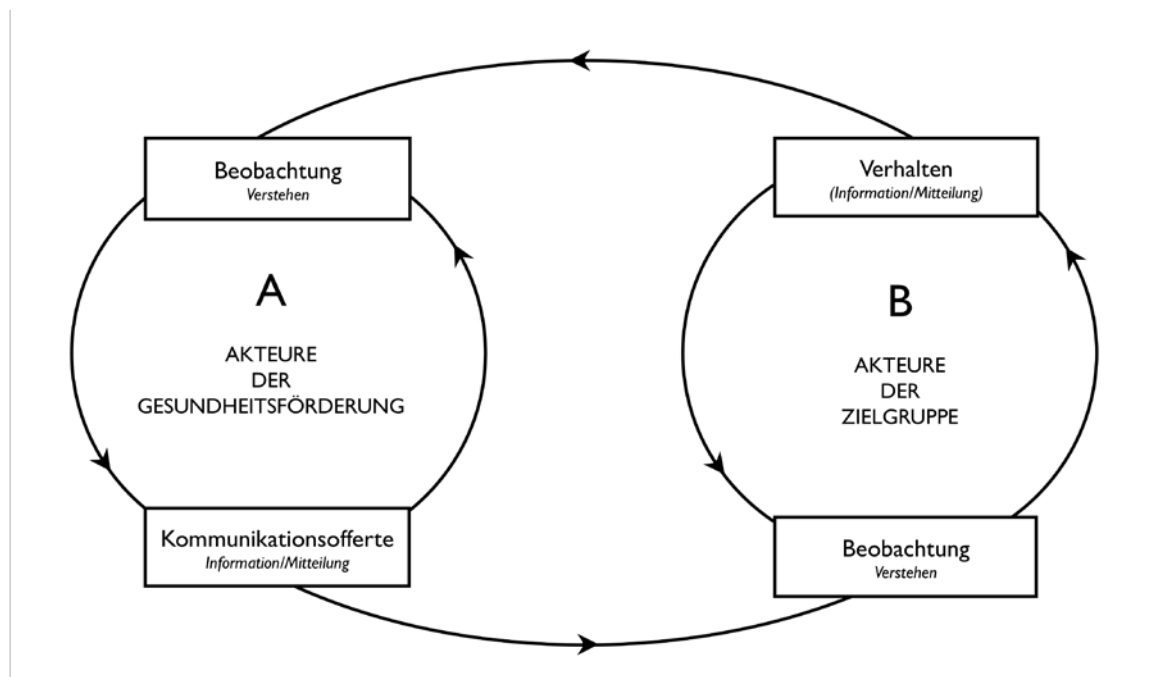 Beobachtung
Verstehen
A
AKTEURE
DER
GESUNDHEITSFÖRDERUNG
Kommunikationsofferte
Information/Mitteilung
Verhalten
(Information/Mitteilung)
B
AKTEURE
DER
ZIELGRUPPE
Beobachtung
Verstehen